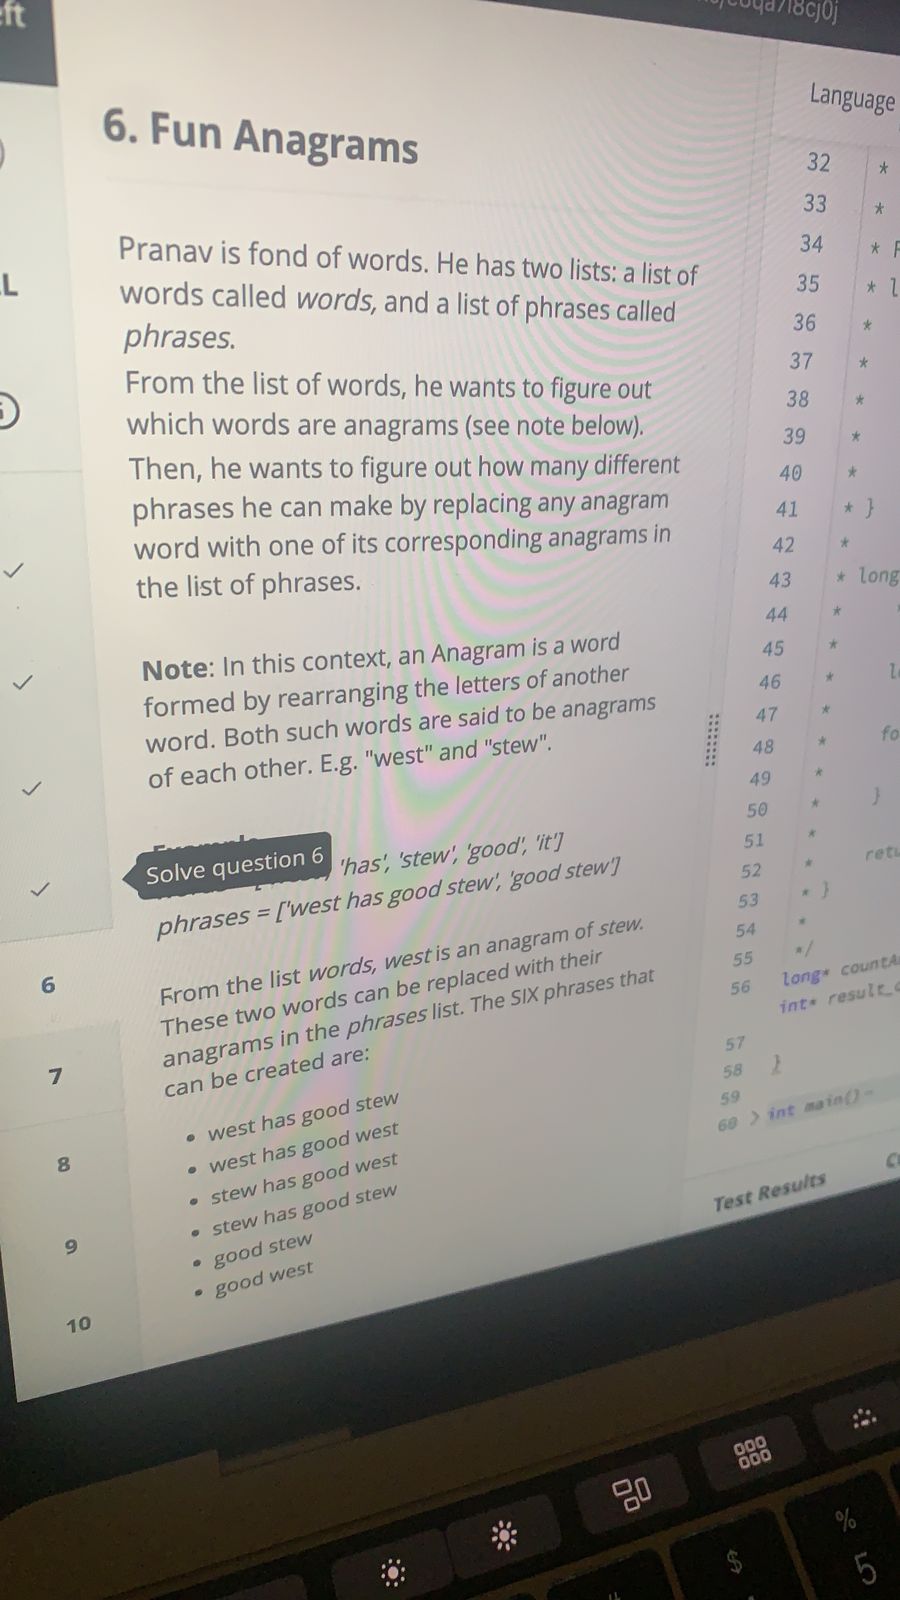 eft
8cj0j
6. Fun Anagrams
Pranav is fond of words. He has two lists: a list of
words called words, and a list of phrases called
phrases.
From the list of words, he wants to figure out
which words are anagrams (see note below).
Then, he wants to figure out how many different
phrases he can make by replacing any anagram
word with one of its corresponding anagrams in
the list of phrases.
Note: In this context, an Anagram is a word
formed by rearranging the letters of another
word. Both such words are said to be anagrams
of each other. E.g. "west" and "stew".
Solve question 6
'has', 'stew', 'good', 'it']
phrases = ['west has good stew', 'good stew']
From the list words, west is an anagram of stew.
These two words can be replaced with their
anagrams in the phrases list. The SIX phrases that
can be created are:
• west has good stew
• west has good west
• stew has good west
• stew has good stew
• good stew
• good west
L
6
7
8
9
10
Language
32 *
33 *
34 *
35 *
36 *
37 *
38 *
39 *
40 *
41 * }
42 *
43 * long
44 *
45 *
46 *
47 *
48 * fo
49 *
50 * }
51 *
52 * retu
53 * }
54 *
55 */
56 long* countA
int* result_c
57
58 }
59
60 > int main()
Test Results
$
%
5